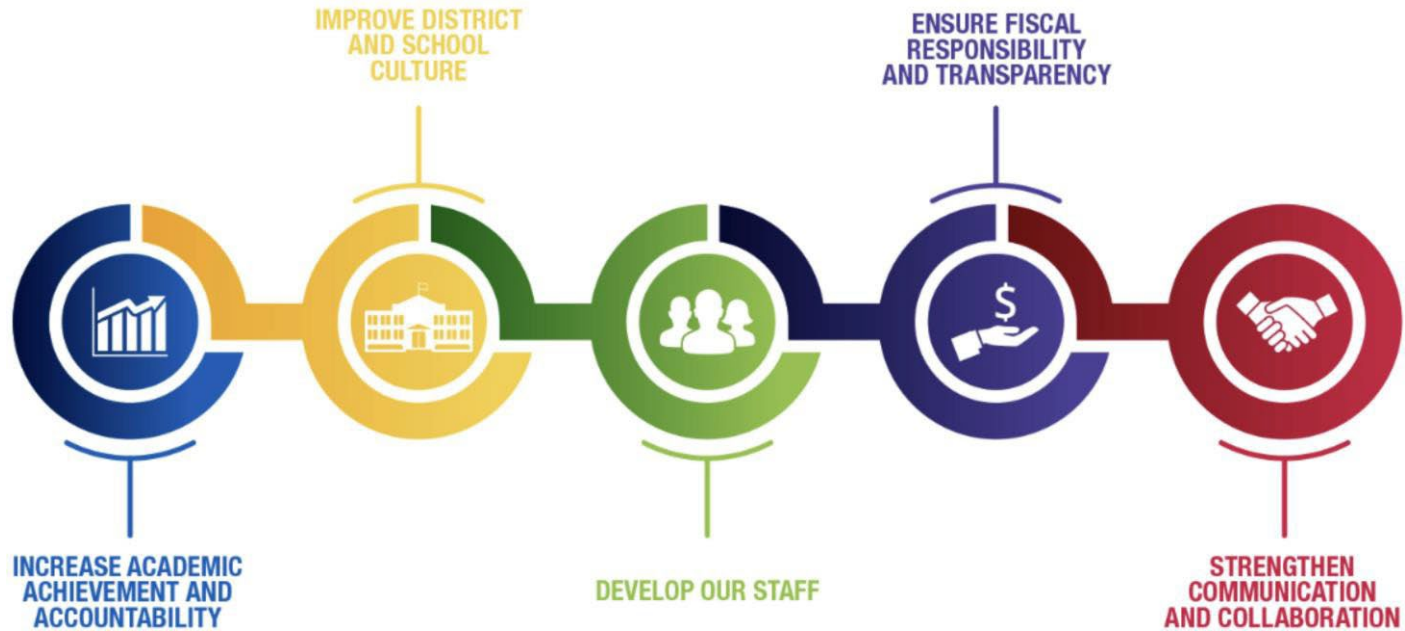 IMPROVE DISTRICT
AND SCHOOL
CULTURE
ENSURE FISCAL
RESPONSIBILITY
AND TRANSPARENCY
$
INCREASE ACADEMIC
ACHIEVEMENT AND
ACCOUNTABILITY
DEVELOP OUR STAFF
STRENGTHEN
COMMUNICATION
AND COLLABORATION